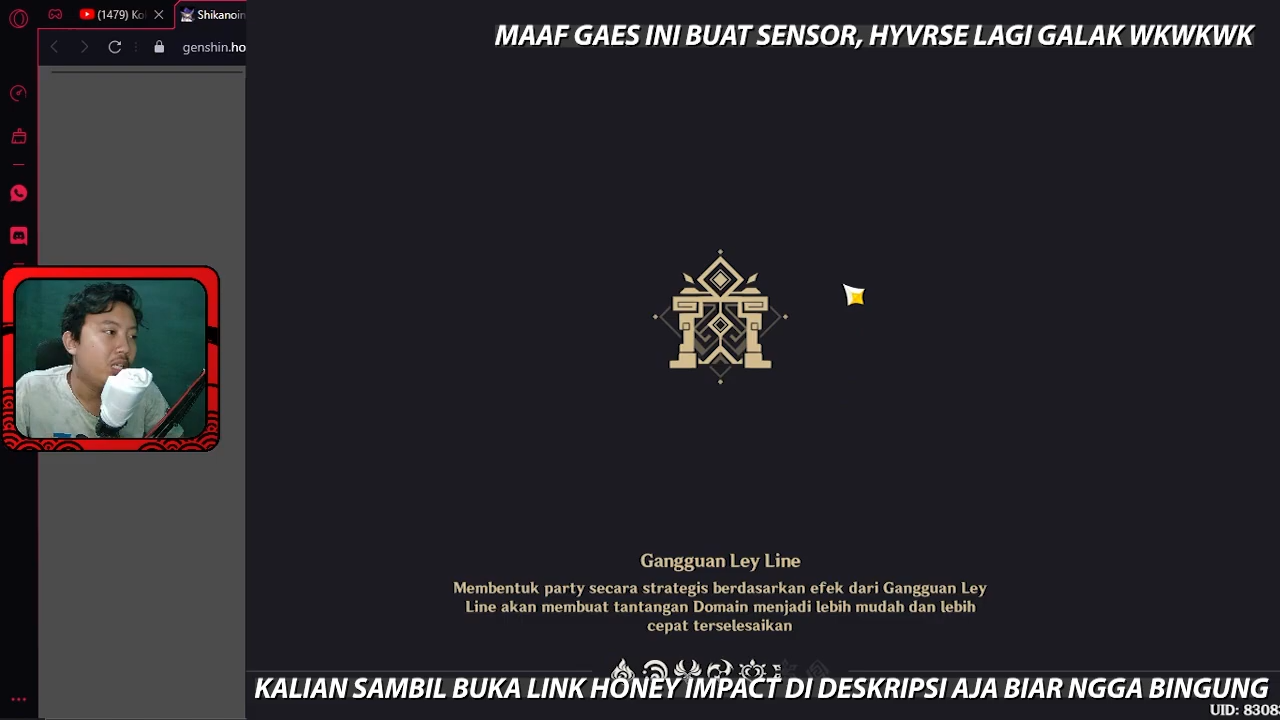 (1479) Ko
Shikanoin
genshin.ho
MAAF GAES INI BUAT SENSOR, HYVRSE LAGI GALAK WKWKWK
Gangguan Ley Line
Membentuk party secara strategis berdasarkan efek dari Gangguan Ley
Line akan membuat tantangan Domain menjadi lebih mudah dan lebih
cepat terselesaikan
KALIAN SAMBIL BUKA LINK HONEY IMPACT DI DESKRIPSI AJA BIAR NGGA BINGUNG
UID: 8308